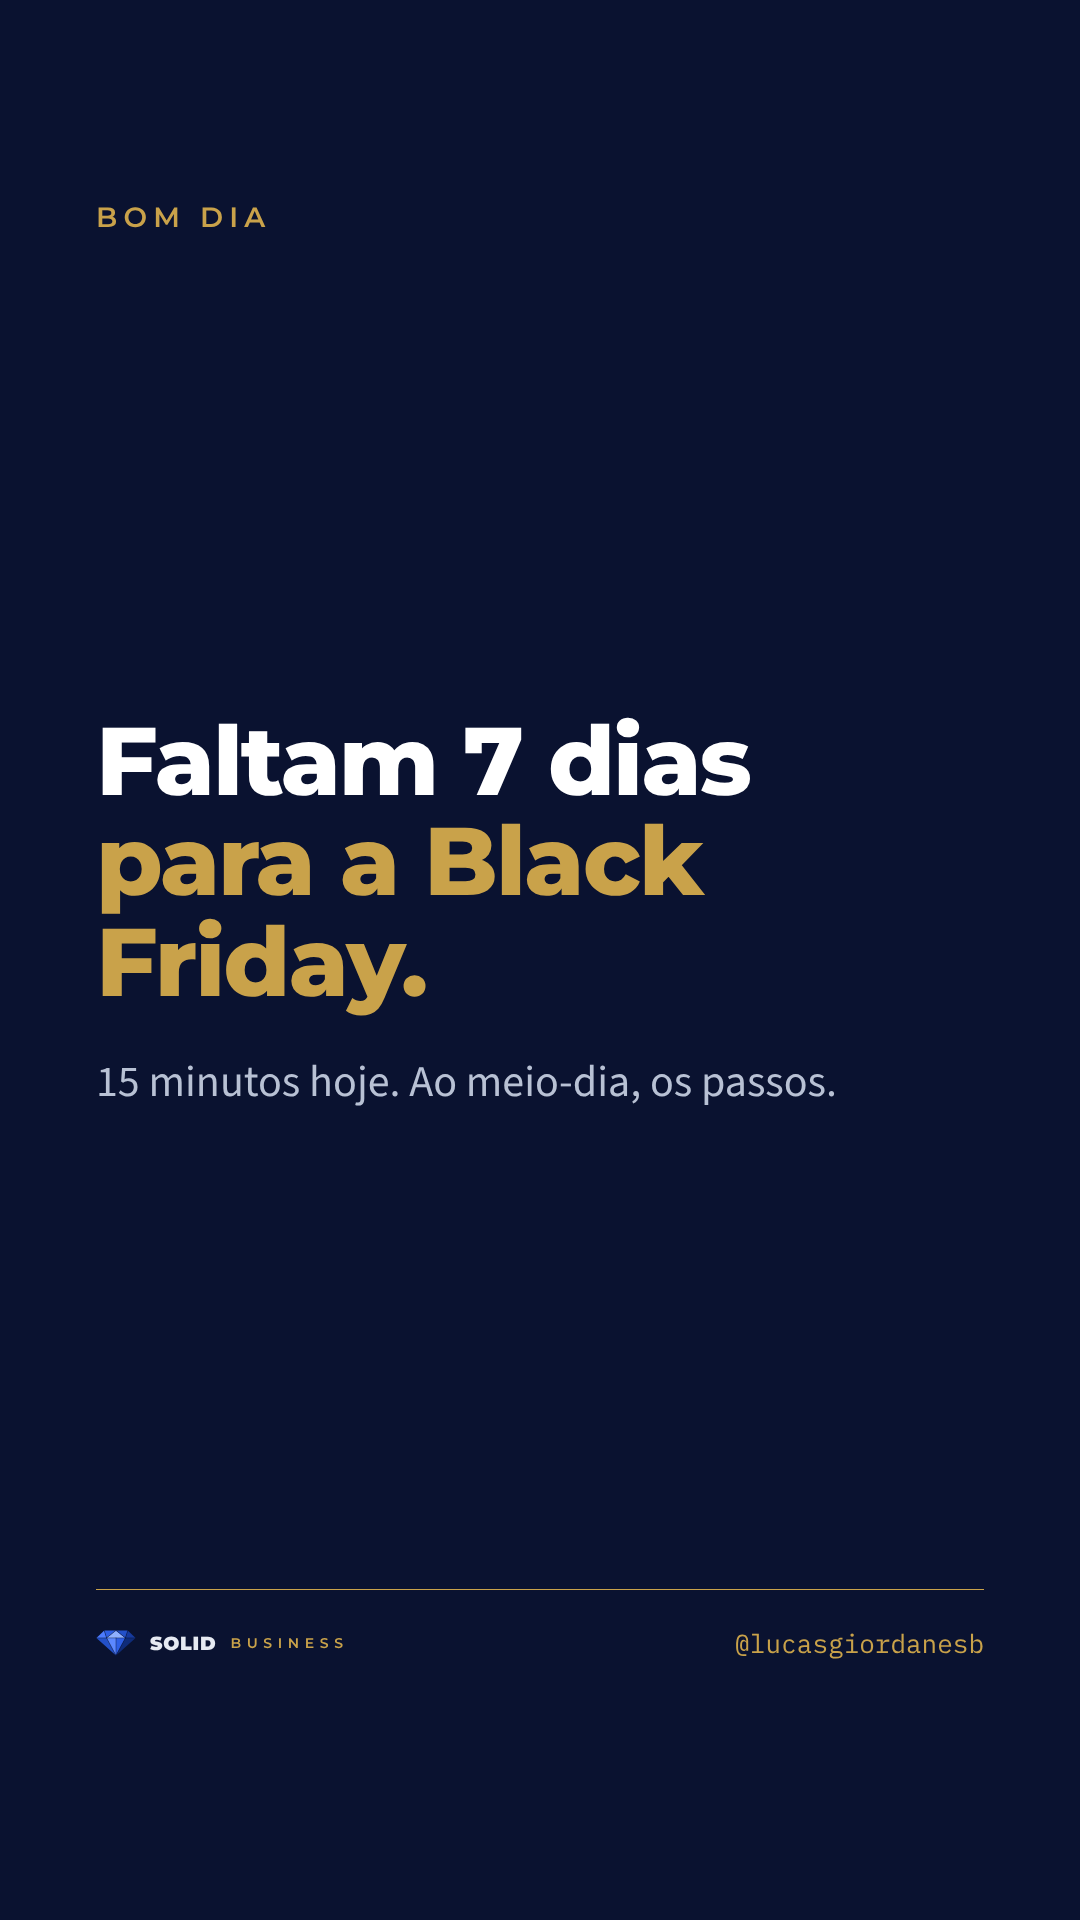 BOM DIA
Faltam 7 dias
para a Black
Friday.
15 minutos hoje. Ao meio-dia, os passos.
SOLID BUSINESS
@lucasgiordanesb